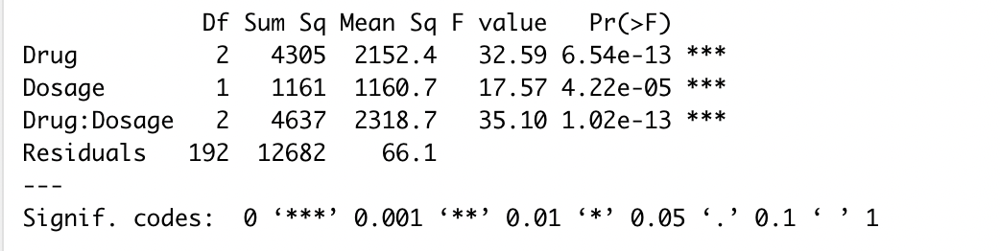 Df Sum Sq Mean Sq F value Pr(>F)
Drug 2 4305 2152.4 32.59 6.54e-13 ***
Dosage 1 1161 1160.7 17.57 4.22e-05 ***
Drug:Dosage 2 4637 2318.7 35.10 1.02e-13 ***
Residuals 192 12682 66.1
---
Signif. codes: 0 ‘***’ 0.001 ‘**’ 0.01 ‘*’ 0.05 ‘.’ 0.1 ‘ ’ 1